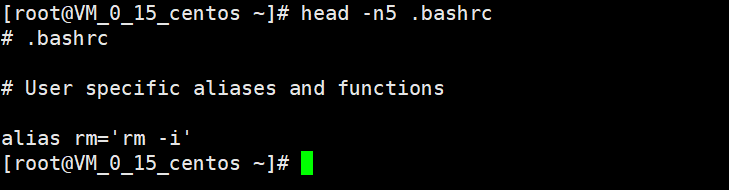 [root@VM_0_15_centos ~]# head -n5 .bashrc
# .bashrc
# User specific aliases and functions
alias rm='rm -i'
[root@VM_0_15_centos ~]#